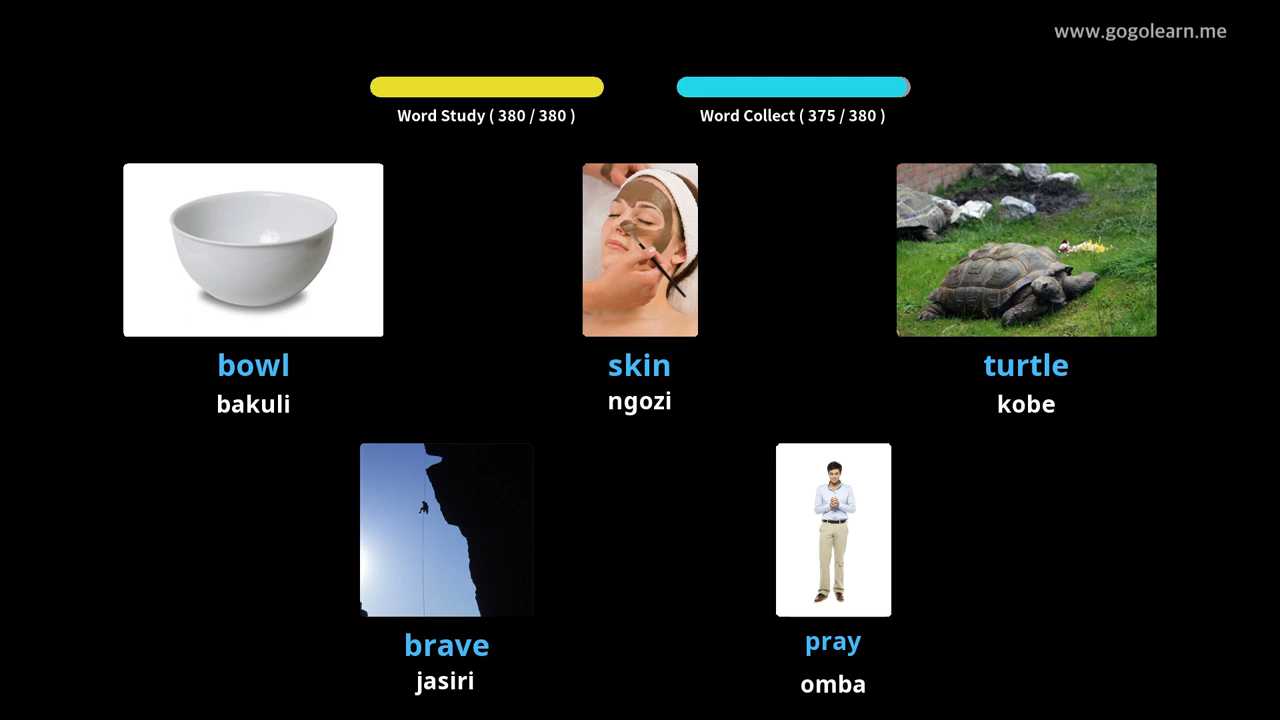 www.gogolearn.me
Word Study ( 380 / 380 )
Word Collect ( 375 / 380 )
bowl
bakuli
skin
ngozi
turtle
kobe
brave
jasiri
pray
omba